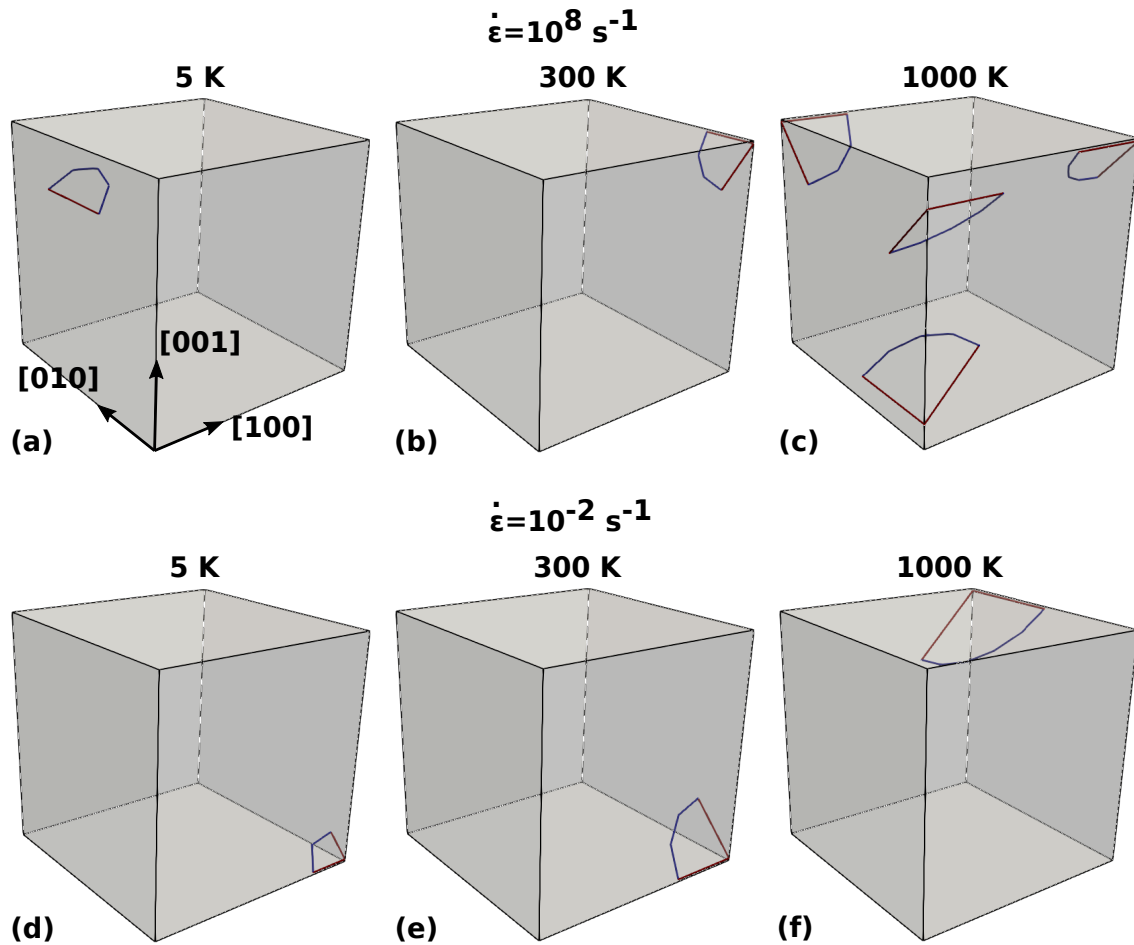 ε̇=10⁸ s⁻¹
5 K 300 K 1000 K
[001]
[010]
[100]
(a) (b) (c)
ε̇=10⁻² s⁻¹
5 K 300 K 1000 K
(d) (e) (f)